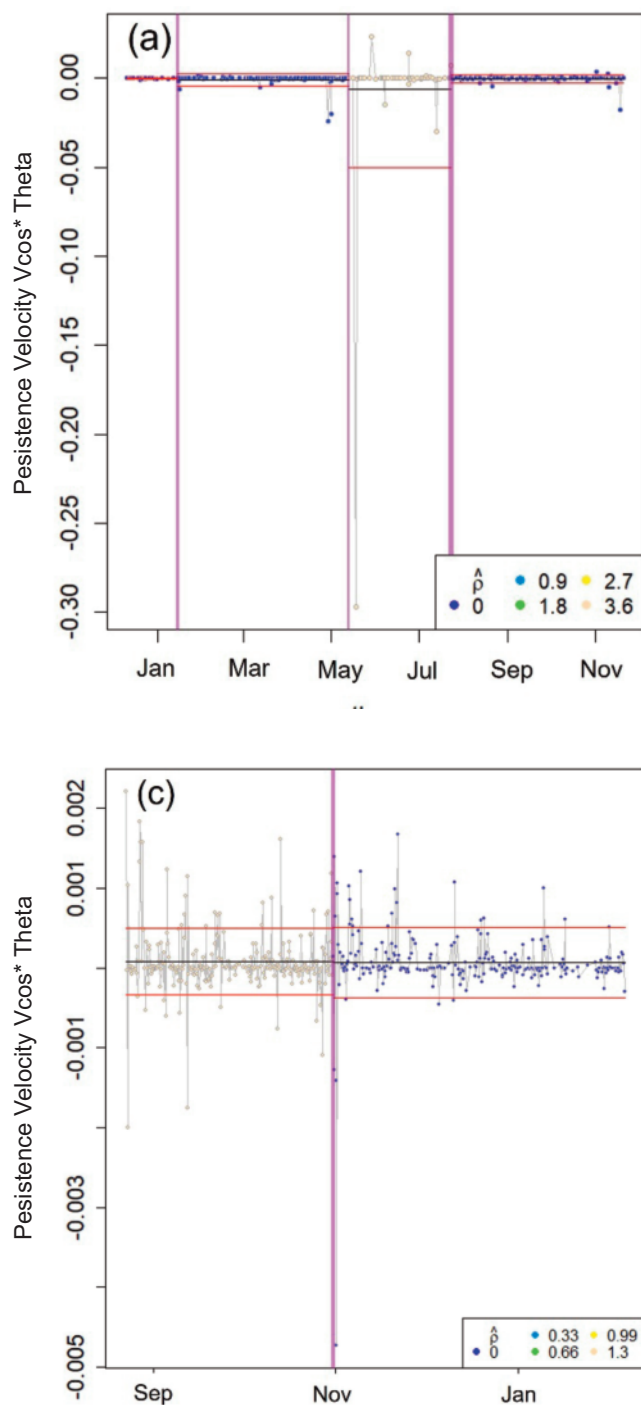 (a)
Pesistence Velocity Vcos* Theta
0.00
-0.05
-0.10
-0.15
-0.20
-0.25
-0.30
ρ̂ 0.9 2.7
0 1.8 3.6
Jan Mar May Jul Sep Nov
(c)
Pesistence Velocity Vcos* Theta
0.002
0.001
-0.001
-0.003
-0.005
ρ̂ 0.33 0.99
0 0.66 1.3
Sep Nov Jan